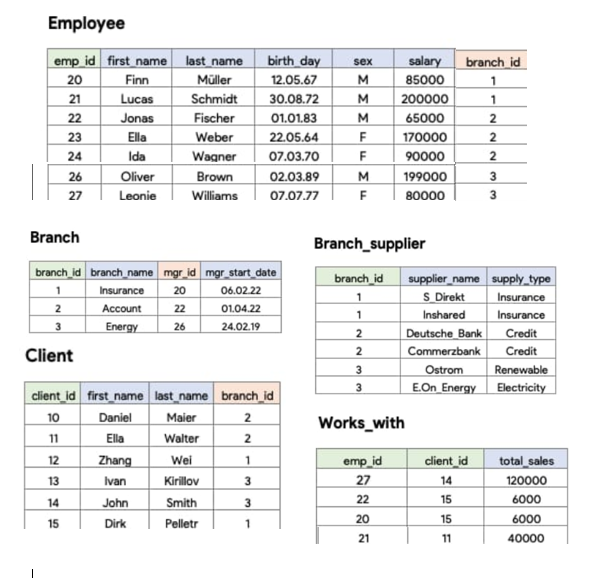 Employee
emp_id first_name last_name birth_day sex salary branch_id
20 Finn Müller 12.05.67 M 85000 1
21 Lucas Schmidt 30.08.72 M 200000 1
22 Jonas Fischer 01.01.83 M 65000 2
23 Ella Weber 22.05.64 F 170000 2
24 Ida Wagner 07.03.70 F 90000 2
26 Oliver Brown 02.03.89 M 199000 3
27 Leonie Williams 07.07.77 F 80000 3
Branch
branch_id branch_name mgr_id mgr_start_date
1 Insurance 20 06.02.22
2 Account 22 01.04.22
3 Energy 26 24.02.19
Branch_supplier
branch_id supplier_name supply_type
1 S_Direkt Insurance
1 Inshared Insurance
2 Deutsche_Bank Credit
2 Commerzbank Credit
3 Ostrom Renewable
3 E.On_Energy Electricity
Client
client_id first_name last_name branch_id
10 Daniel Maier 2
11 Ella Walter 2
12 Zhang Wei 1
13 Ivan Kirillov 3
14 John Smith 3
15 Dirk Pelletr 1
Works_with
emp_id client_id total_sales
27 14 120000
22 15 6000
20 15 6000
21 11 40000